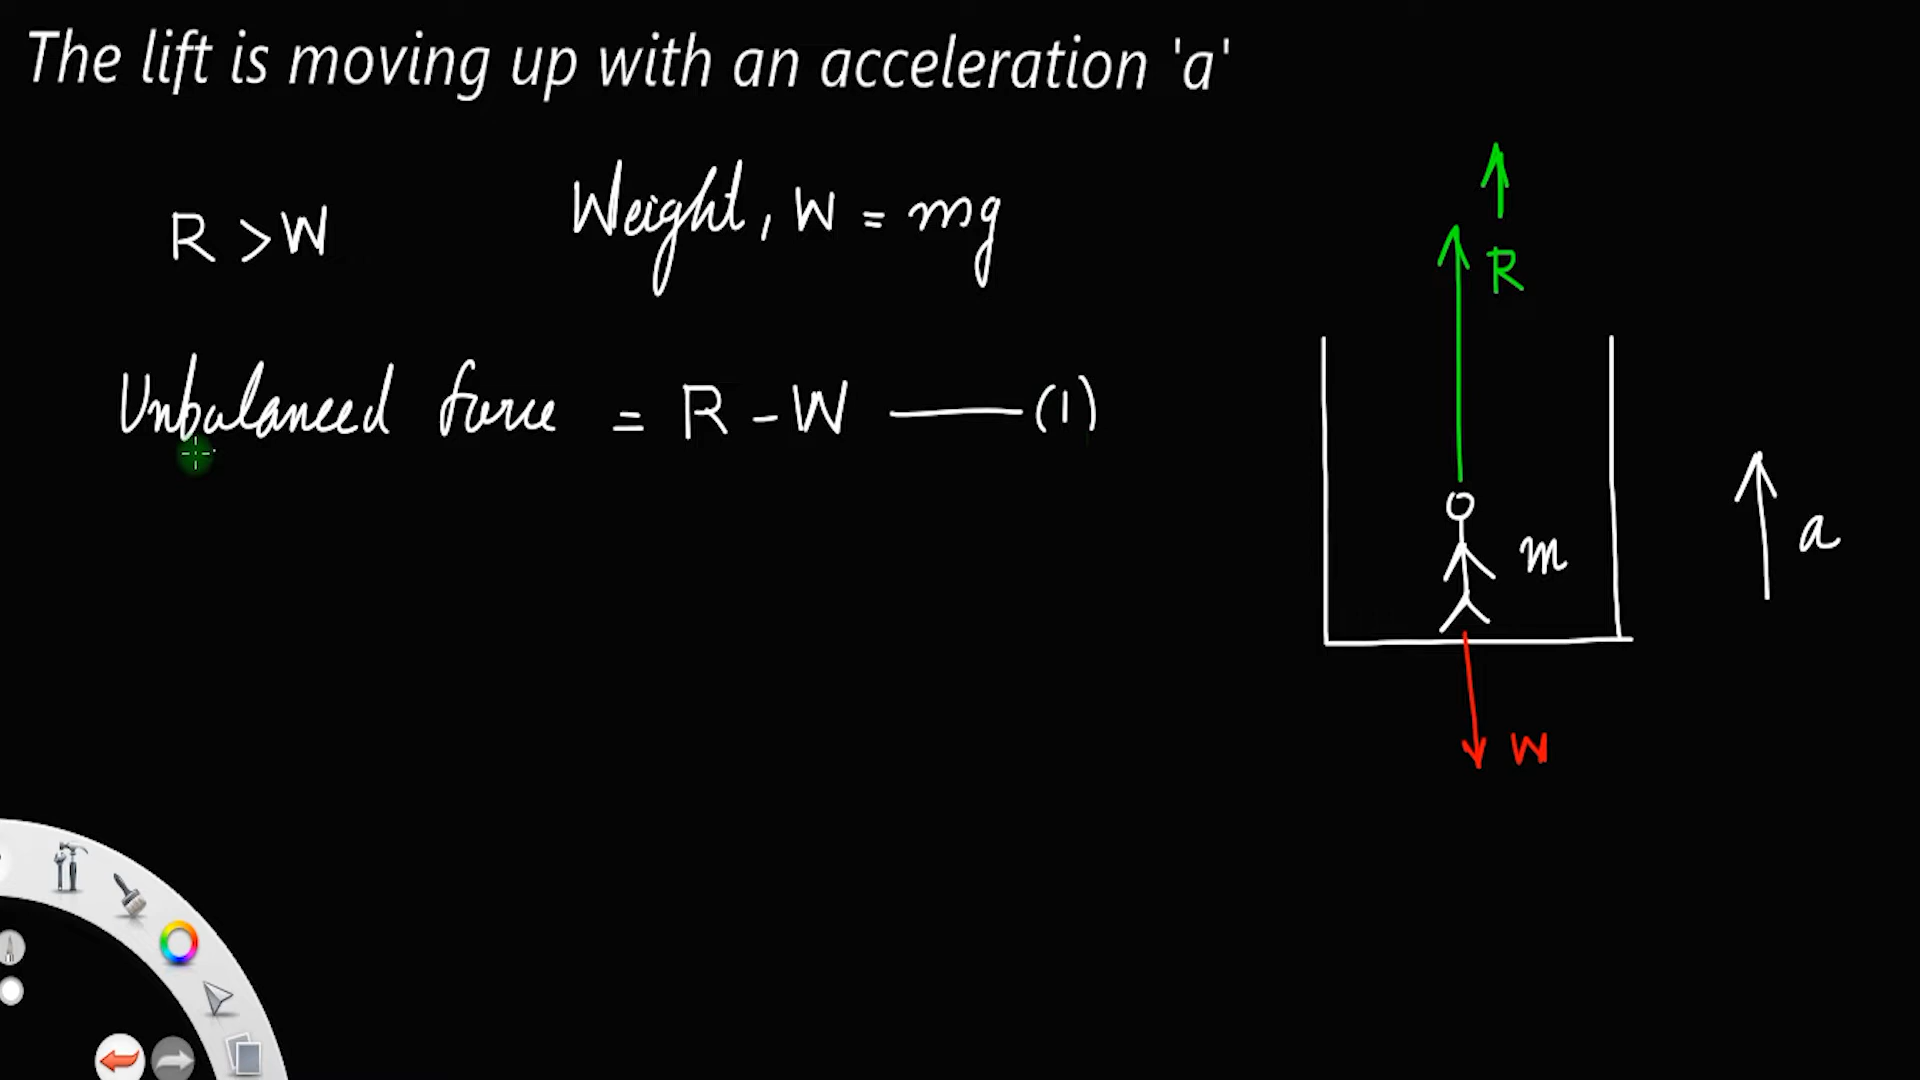 The lift is moving up with an acceleration 'a'
R > W
Weight, W = mg
Unbalanced force = R - W —— (1)
R
m
a
W